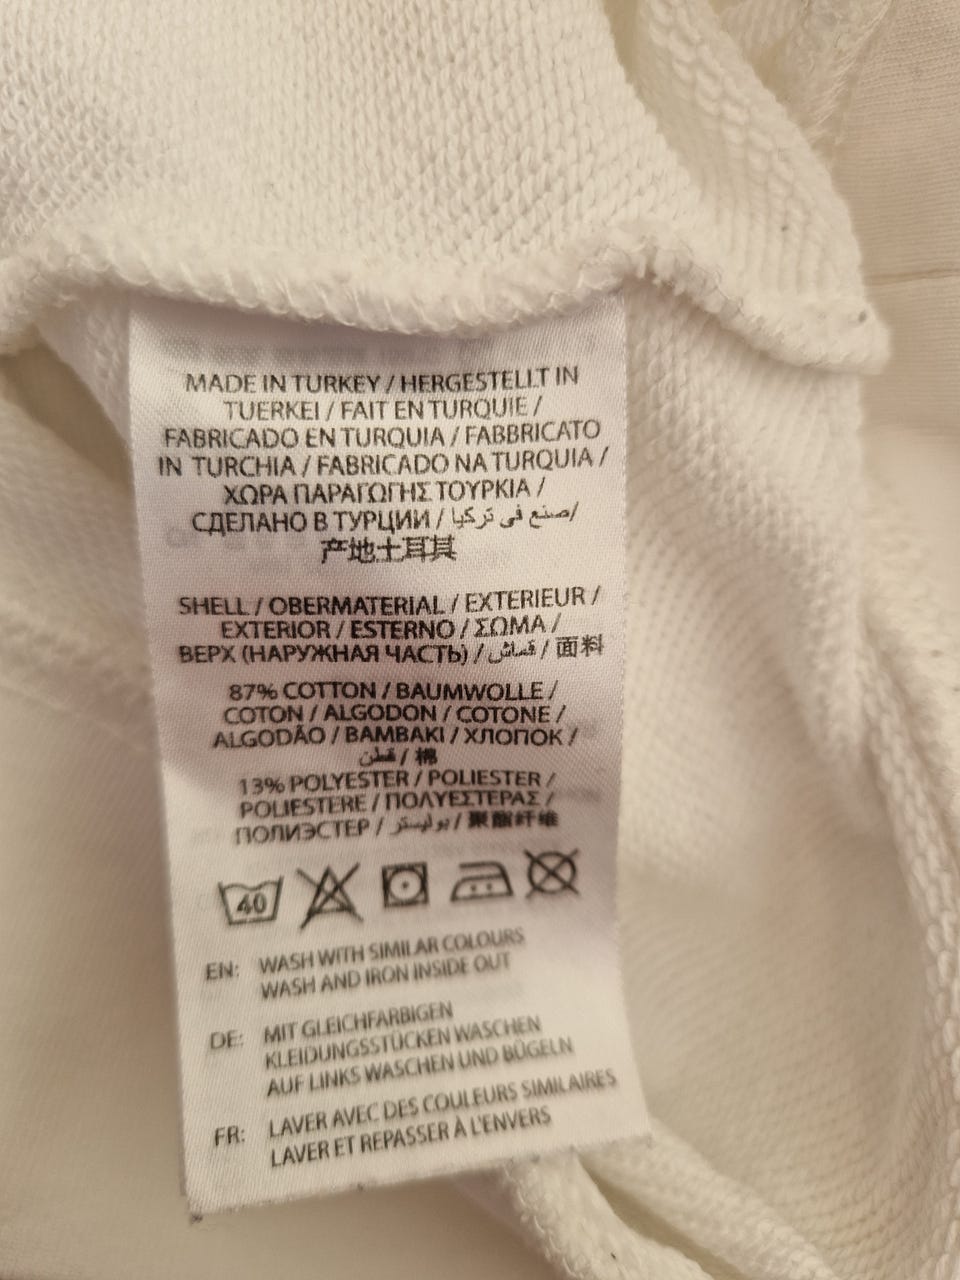 MADE IN TURKEY / HERGESTELLT IN
TUERKEI / FAIT EN TURQUIE /
FABRICADO EN TURQUIA / FABBRICATO
IN TURCHIA / FABRICADO NA TURQUIA /
ΧΩΡΑ ΠΑΡΑΓΩΓΗΣ ΤΟΥΡΚΙΑ /
СДЕЛАНО В ТУРЦИИ / صنع في تركيا/
产地土耳其
SHELL / OBERMATERIAL / EXTERIEUR /
EXTERIOR / ESTERNO / ΣΩΜΑ /
ВЕРХ (НАРУЖНАЯ ЧАСТЬ) / قماش / 面料
87% COTTON / BAUMWOLLE /
COTON / ALGODON / COTONE /
ALGODÃO / BAMBAKI / ХЛОПОК /
قطن / 棉
13% POLYESTER / POLIESTER /
POLIESTERE / ΠΟΛΥΕΣΤΕΡΑΣ /
ПОЛИЭСТЕР / بوليستر / 聚酯纤维
40
EN: WASH WITH SIMILAR COLOURS
WASH AND IRON INSIDE OUT
DE: MIT GLEICHFARBIGEN
KLEIDUNGSSTÜCKEN WASCHEN
AUF LINKS WASCHEN UND BÜGELN
FR: LAVER AVEC DES COULEURS SIMILAIRES
LAVER ET REPASSER À L'ENVERS